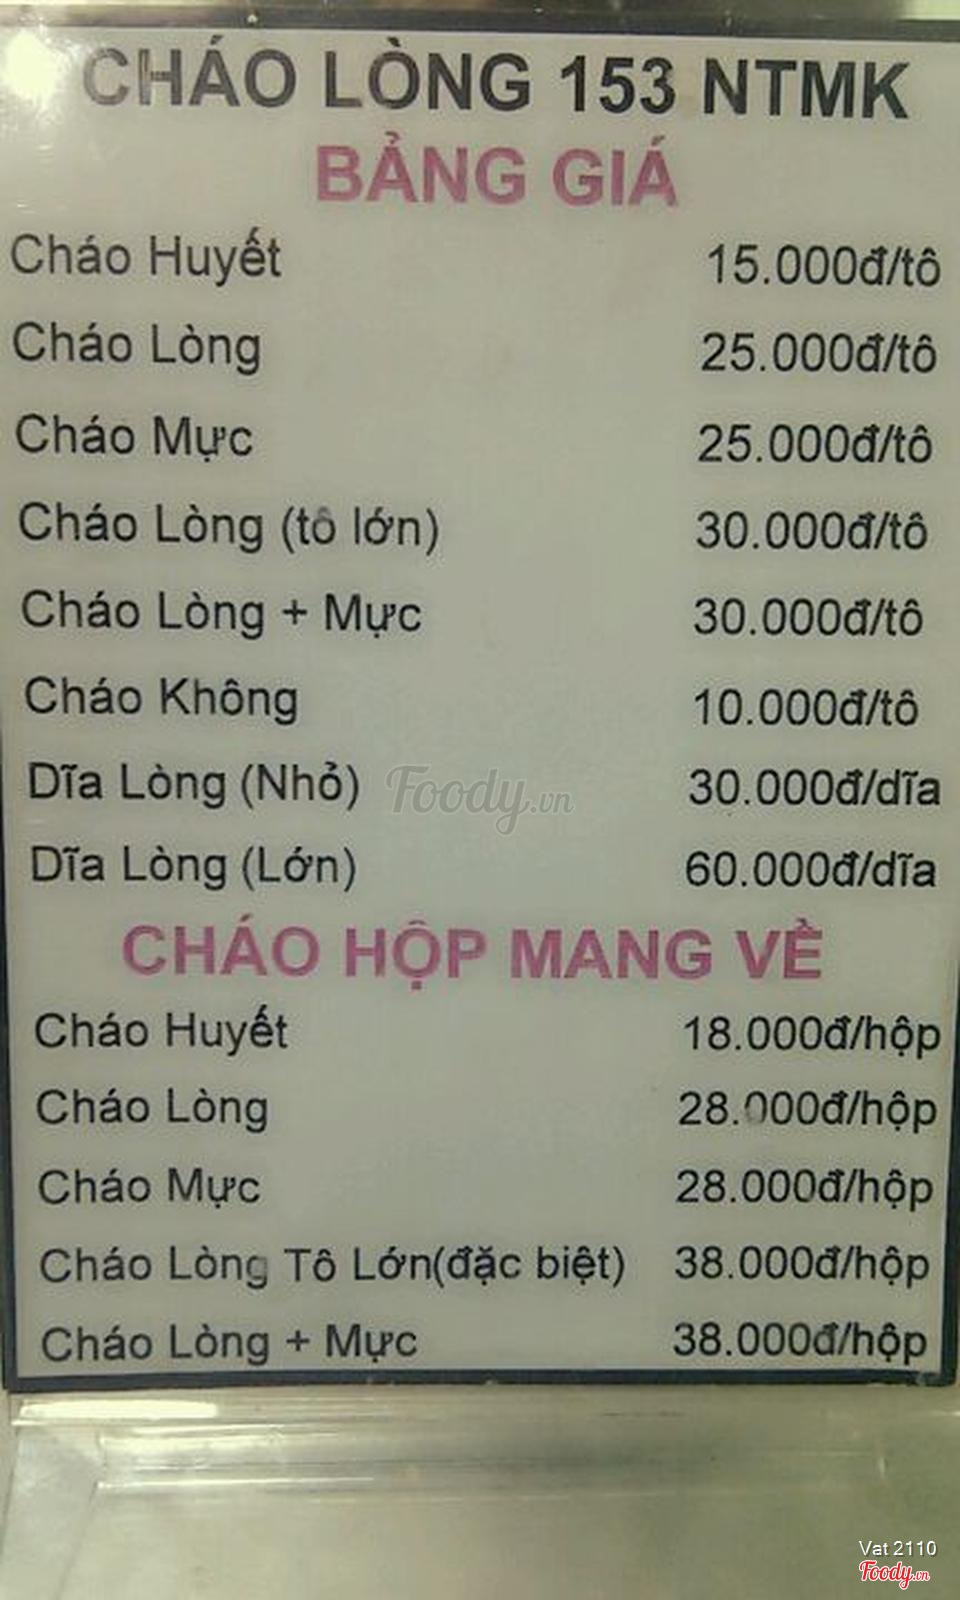 CHÁO LÒNG 153 NTMK
BẢNG GIÁ
Cháo Huyết 15.000đ/tô
Cháo Lòng 25.000đ/tô
Cháo Mực 25.000đ/tô
Cháo Lòng (tô lớn) 30.000đ/tô
Cháo Lòng + Mực 30.000đ/tô
Cháo Không 10.000đ/tô
Dĩa Lòng (Nhỏ) 30.000đ/dĩa
Foody.vn
Dĩa Lòng (Lớn) 60.000đ/dĩa
CHÁO HỘP MANG VỀ
Cháo Huyết 18.000đ/hộp
Cháo Lòng 28.000đ/hộp
Cháo Mực 28.000đ/hộp
Cháo Lòng Tô Lớn(đặc biệt) 38.000đ/hộp
Cháo Lòng + Mực 38.000đ/hộp
Vat 2110
Foody.vn